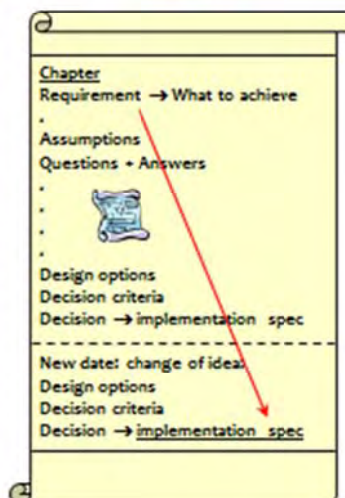 Chapter
Requirement → What to achieve
.
Assumptions
Questions + Answers
.
.
.
.
Design options
Decision criteria
Decision → implementation spec
New date: change of idea:
Design options
Decision criteria
Decision → implementation spec